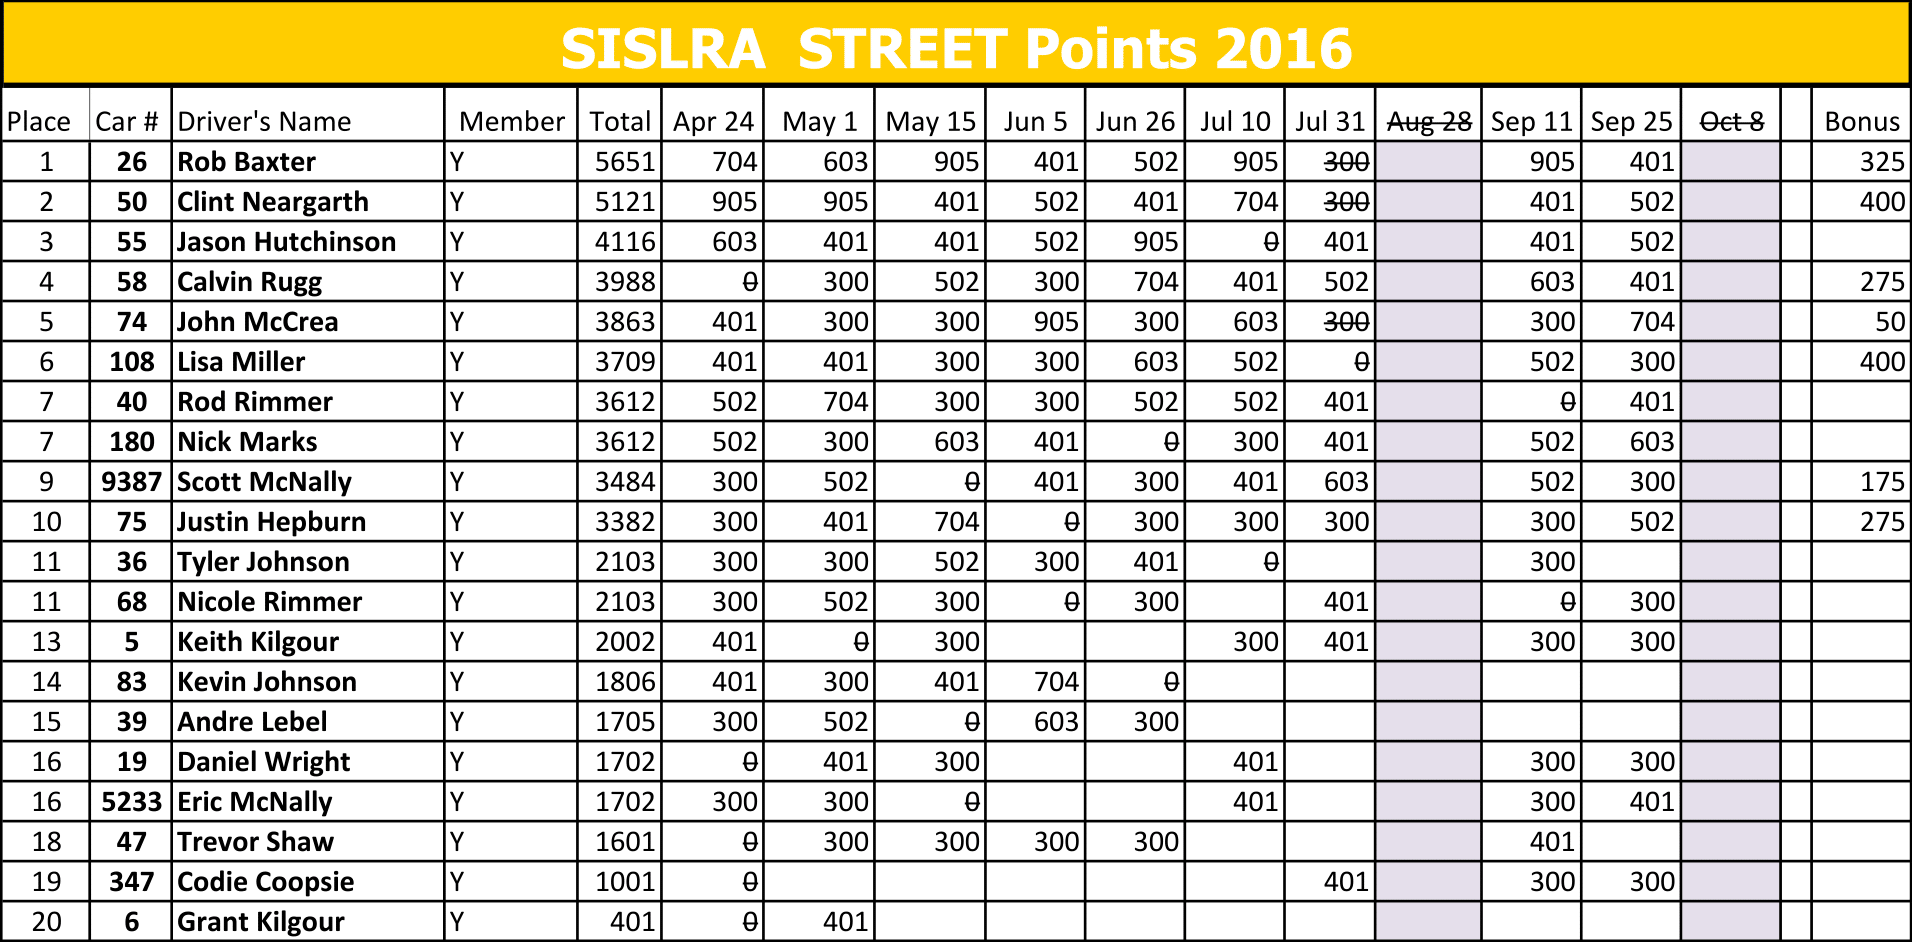 SISLRA STREET Points 2016
Place Car # Driver's Name Member Total Apr 24 May 1 May 15 Jun 5 Jun 26 Jul 10 Jul 31 Aug 28 Sep 11 Sep 25 Oct 8 Bonus
1 26 Rob Baxter Y 5651 704 603 905 401 502 905 300 905 401 325
2 50 Clint Neargarth Y 5121 905 905 401 502 401 704 300 401 502 400
3 55 Jason Hutchinson Y 4116 603 401 401 502 905 0 401 401 502
4 58 Calvin Rugg Y 3988 0 300 502 300 704 401 502 603 401 275
5 74 John McCrea Y 3863 401 300 300 905 300 603 300 300 704 50
6 108 Lisa Miller Y 3709 401 401 300 300 603 502 0 502 300 400
7 40 Rod Rimmer Y 3612 502 704 300 300 502 502 401 0 401
7 180 Nick Marks Y 3612 502 300 603 401 0 300 401 502 603
9 9387 Scott McNally Y 3484 300 502 0 401 300 401 603 502 300 175
10 75 Justin Hepburn Y 3382 300 401 704 0 300 300 300 300 502 275
11 36 Tyler Johnson Y 2103 300 300 502 300 401 0 300
11 68 Nicole Rimmer Y 2103 300 502 300 0 300 401 0 300
13 5 Keith Kilgour Y 2002 401 0 300 300 401 300 300
14 83 Kevin Johnson Y 1806 401 300 401 704 0
15 39 Andre Lebel Y 1705 300 502 0 603 300
16 19 Daniel Wright Y 1702 0 401 300 401 300 300
16 5233 Eric McNally Y 1702 300 300 0 401 300 401
18 47 Trevor Shaw Y 1601 0 300 300 300 300 401
19 347 Codie Coopsie Y 1001 0 401 300 300
20 6 Grant Kilgour Y 401 0 401